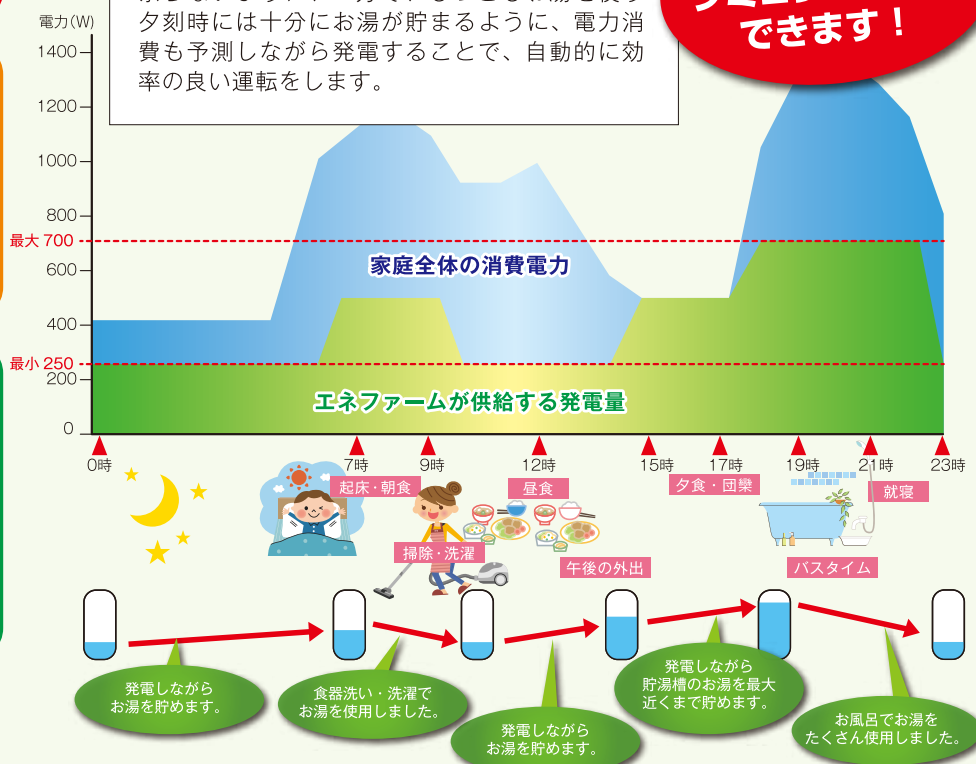 夕刻時には十分にお湯が貯まるように、電力消
費も予測しながら発電することで、自動的に効
率の良い運転をします。
できます！
電力(W)
1400
1200
1000
800
最大 700
600
400
最小 250
200
0
家庭全体の消費電力
エネファームが供給する発電量
0時
7時
9時
12時
15時
17時
19時
21時
23時
起床・朝食
昼食
夕食・団欒
就寝
掃除・洗濯
午後の外出
バスタイム
発電しながら
お湯を貯めます。
食器洗い・洗濯で
お湯を使用しました。
発電しながら
お湯を貯めます。
発電しながら
貯湯槽のお湯を最大
近くまで貯めます。
お風呂でお湯を
たくさん使用しました。